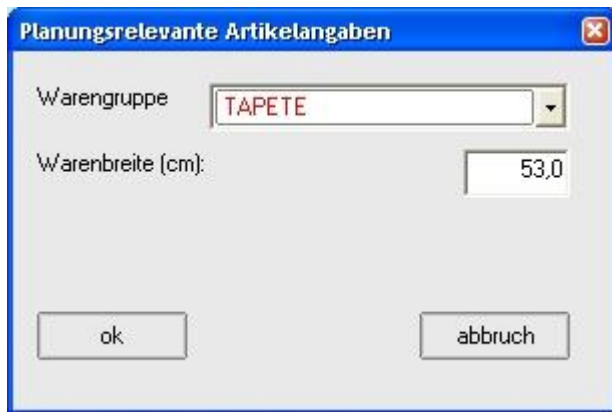 Planungsrelevante Artikelangaben
Warengruppe TAPETE
Warenbreite (cm): 53,0
ok abbruch